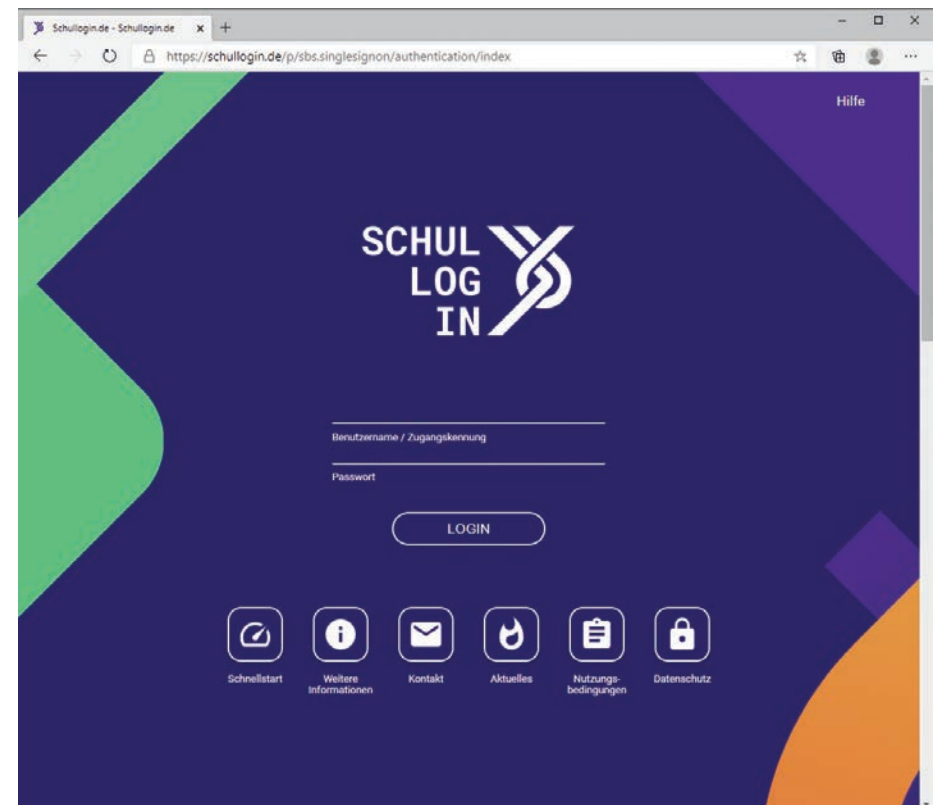 Schullogin.de - Schullogin.de
https://schullogin.de/p/sbs.singlesignon/authentication/index
Hilfe
SCHUL
LOG
IN
Benutzername / Zugangskennung
Passwort
LOGIN
Schnellstart
Weitere
Informationen
Kontakt
Aktuelles
Nutzungs-
bedingungen
Datenschutz